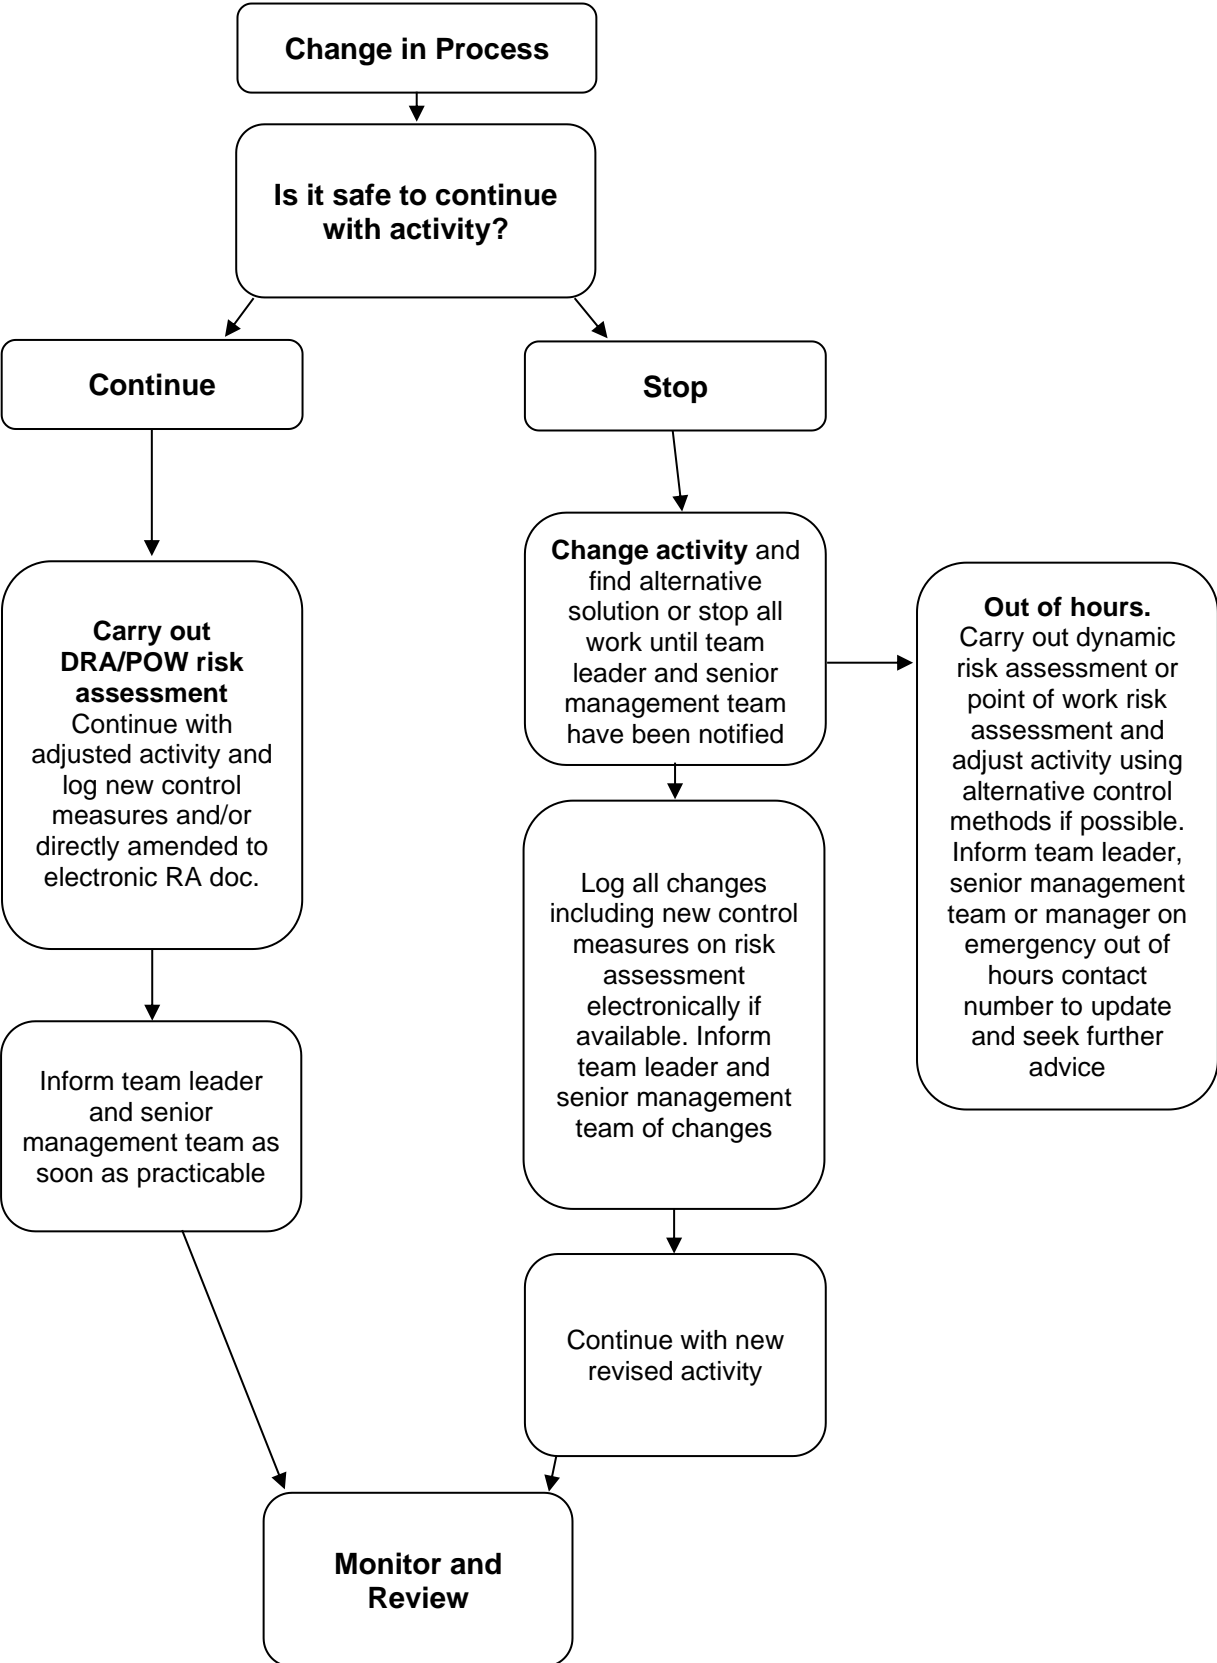 Change in Process
Is it safe to continue
with activity?
Continue
Stop
Carry out
DRA/POW risk
assessment
Continue with
adjusted activity and
log new control
measures and/or
directly amended to
electronic RA doc.
Inform team leader
and senior
management team as
soon as practicable
Change activity and
find alternative
solution or stop all
work until team
leader and senior
management team
have been notified
Out of hours.
Carry out dynamic
risk assessment or
point of work risk
assessment and
adjust activity using
alternative control
methods if possible.
Inform team leader,
senior management
team or manager on
emergency out of
hours contact
number to update
and seek further
advice
Log all changes
including new control
measures on risk
assessment
electronically if
available. Inform
team leader and
senior management
team of changes
Continue with new
revised activity
Monitor and
Review